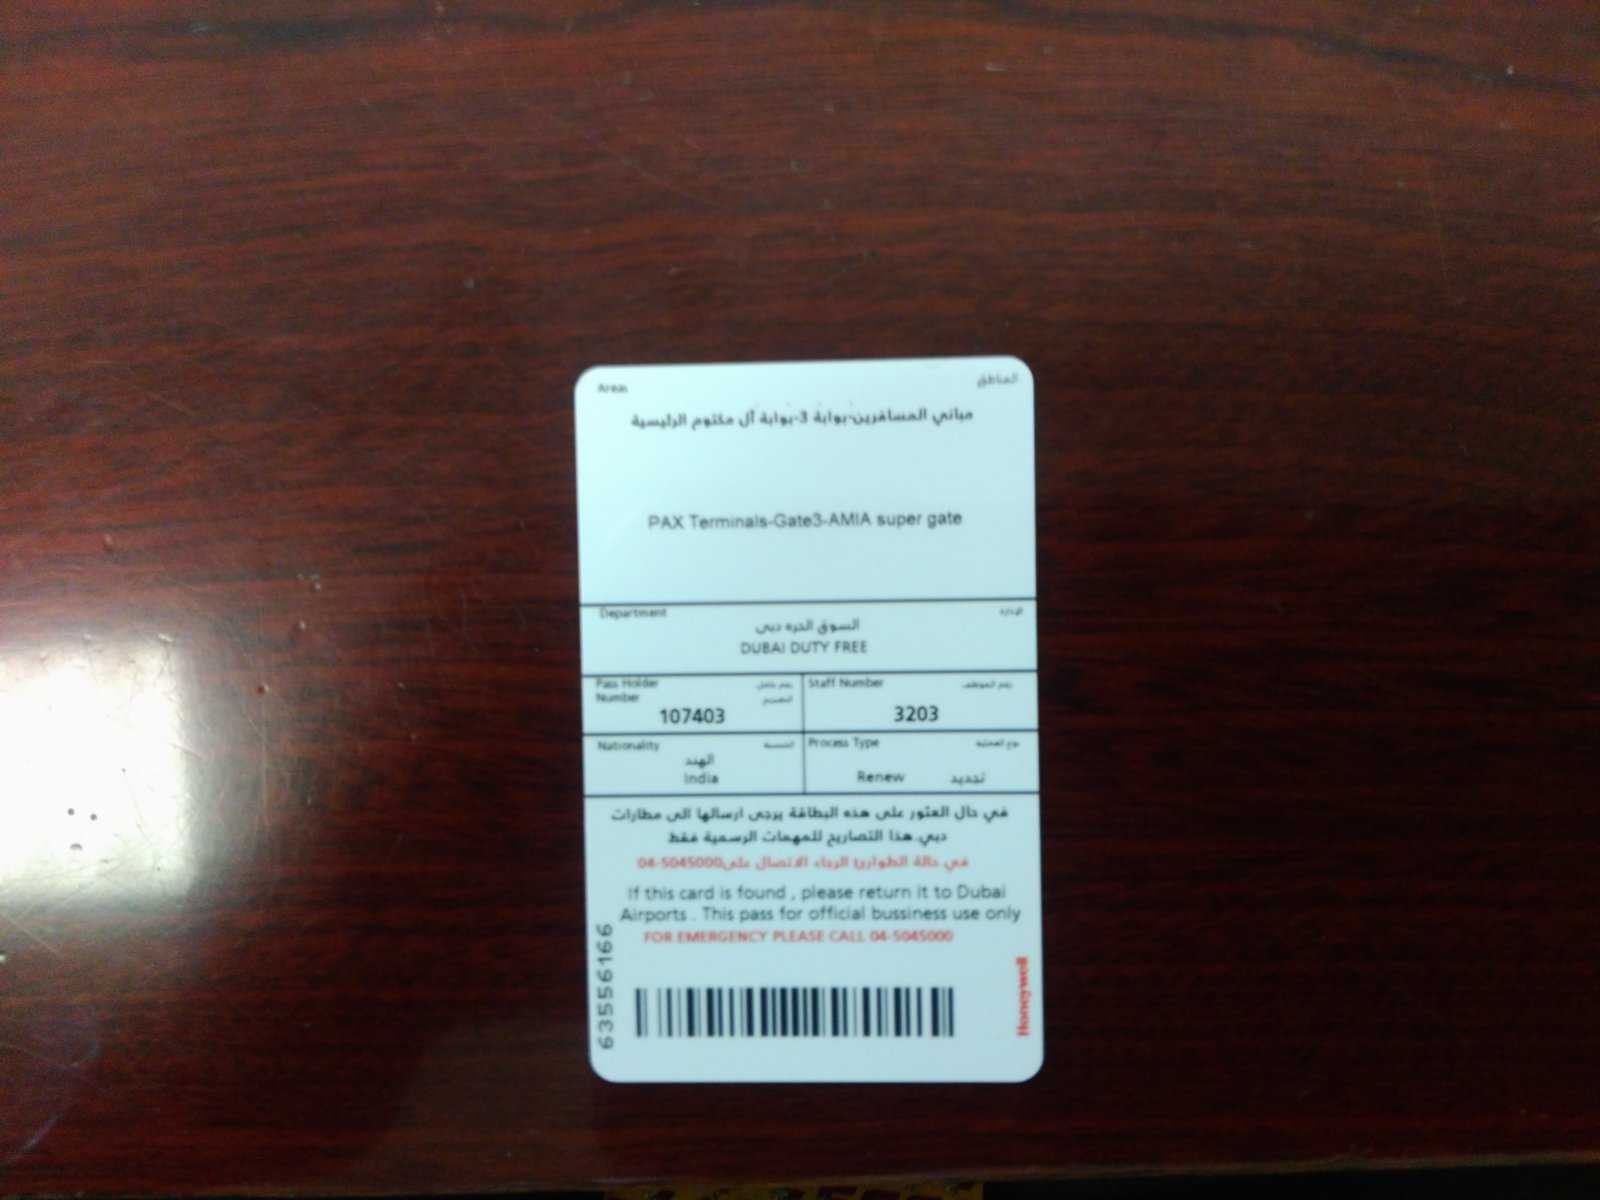 Areas المناطق
مباني المسافرين-بوابة 3-بوابة آل مكتوم الرئيسية
PAX Terminals-Gate3-AMIA super gate
Department الإدارة
السوق الحره دبى
DUBAI DUTY FREE
Pass Holder رقم حامل Staff Number رقم الموظف
Number التصريح
107403 3203
Nationality الجنسية Process Type نوع العملية
الهند
India Renew تجديد
في حال العثور على هذه البطاقة يرجى ارسالها الى مطارات
دبي.هذا التصاريح للمهمات الرسمية فقط
في حالة الطوارئ الرجاء الاتصال على04-5045000
If this card is found , please return it to Dubai
Airports . This pass for official bussiness use only
FOR EMERGENCY PLEASE CALL 04-5045000
63556166
Honeywell